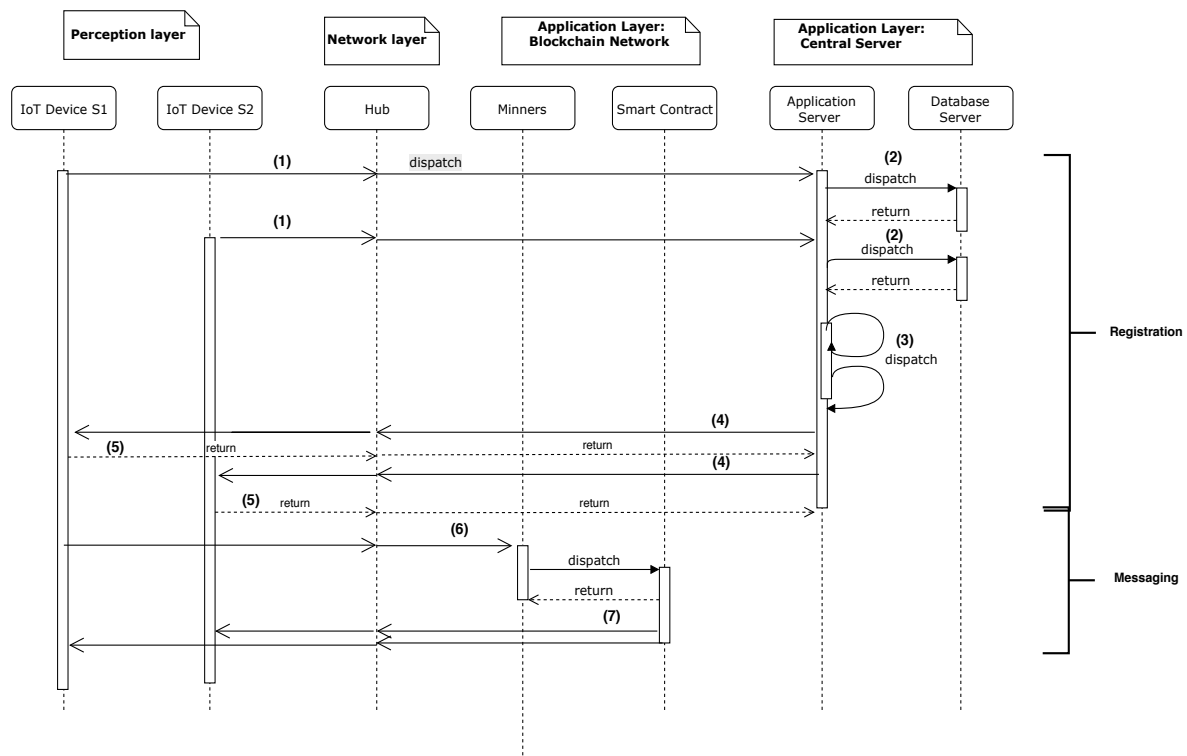 Perception layer
Network layer
Application Layer:
Blockchain Network
Application Layer:
Central Server
IoT Device S1
IoT Device S2
Hub
Minners
Smart Contract
Application
Server
Database
Server
(1)
dispatch
(2)
dispatch
return
(1)
(2)
dispatch
return
Registration
(3)
dispatch
(4)
(5)
return
return
(4)
(5)
return
return
(6)
dispatch
Messaging
return
(7)